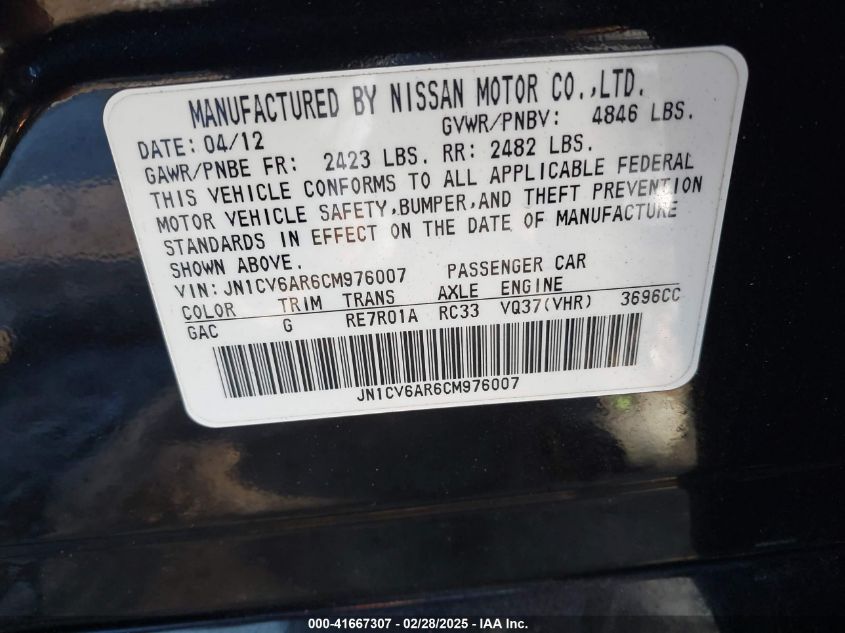 MANUFACTURED BY NISSAN MOTOR CO.,LTD.
DATE: 04/12 GVWR/PNBV: 4846 LBS.
GAWR/PNBE FR: 2423 LBS. RR: 2482 LBS.
THIS VEHICLE CONFORMS TO ALL APPLICABLE FEDERAL
MOTOR VEHICLE SAFETY,BUMPER,AND THEFT PREVENTION
STANDARDS IN EFFECT ON THE DATE OF MANUFACTURE
SHOWN ABOVE.
VIN: JN1CV6AR6CM976007 PASSENGER CAR
COLOR TRIM TRANS AXLE ENGINE
GAC G RE7R01A RC33 VQ37(VHR) 3696CC
JN1CV6AR6CM976007
000-41667307 - 02/28/2025 - IAA Inc.